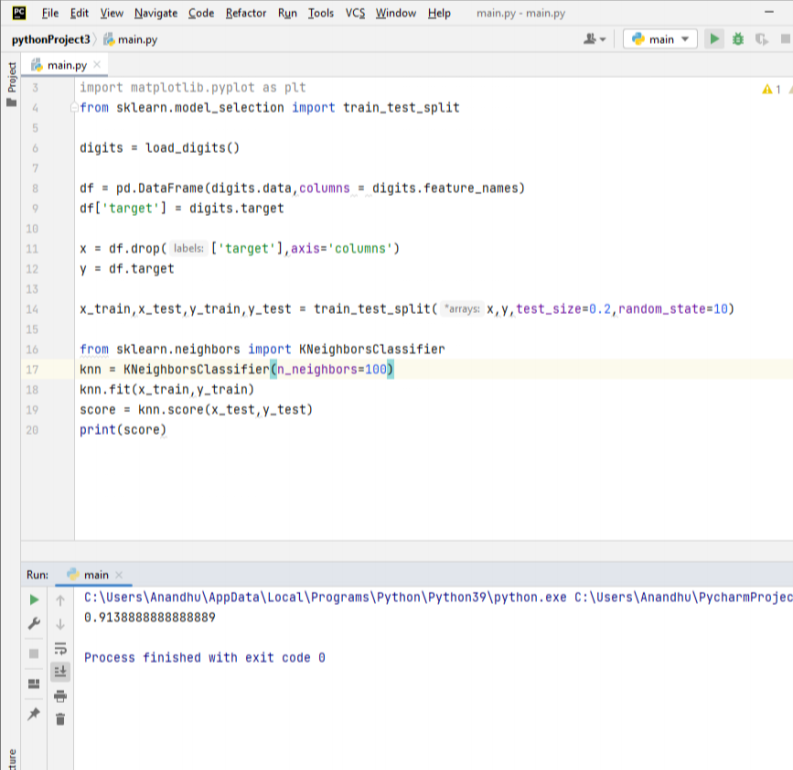 PC File Edit View Navigate Code Refactor Run Tools VCS Window Help main.py - main.py
pythonProject3 main.py main
Project main.py
3 import matplotlib.pyplot as plt 1
4 from sklearn.model_selection import train_test_split
5
6 digits = load_digits()
7
8 df = pd.DataFrame(digits.data,columns = digits.feature_names)
9 df['target'] = digits.target
10
11 x = df.drop( labels: ['target'],axis='columns')
12 y = df.target
13
14 x_train,x_test,y_train,y_test = train_test_split( *arrays: x,y,test_size=0.2,random_state=10)
15
16 from sklearn.neighbors import KNeighborsClassifier
17 knn = KNeighborsClassifier(n_neighbors=100)
18 knn.fit(x_train,y_train)
19 score = knn.score(x_test,y_test)
20 print(score)
Run: main
C:\Users\Anandhu\AppData\Local\Programs\Python\Python39\python.exe C:\Users\Anandhu\PycharmProjec
0.9138888888888889
Process finished with exit code 0
cture